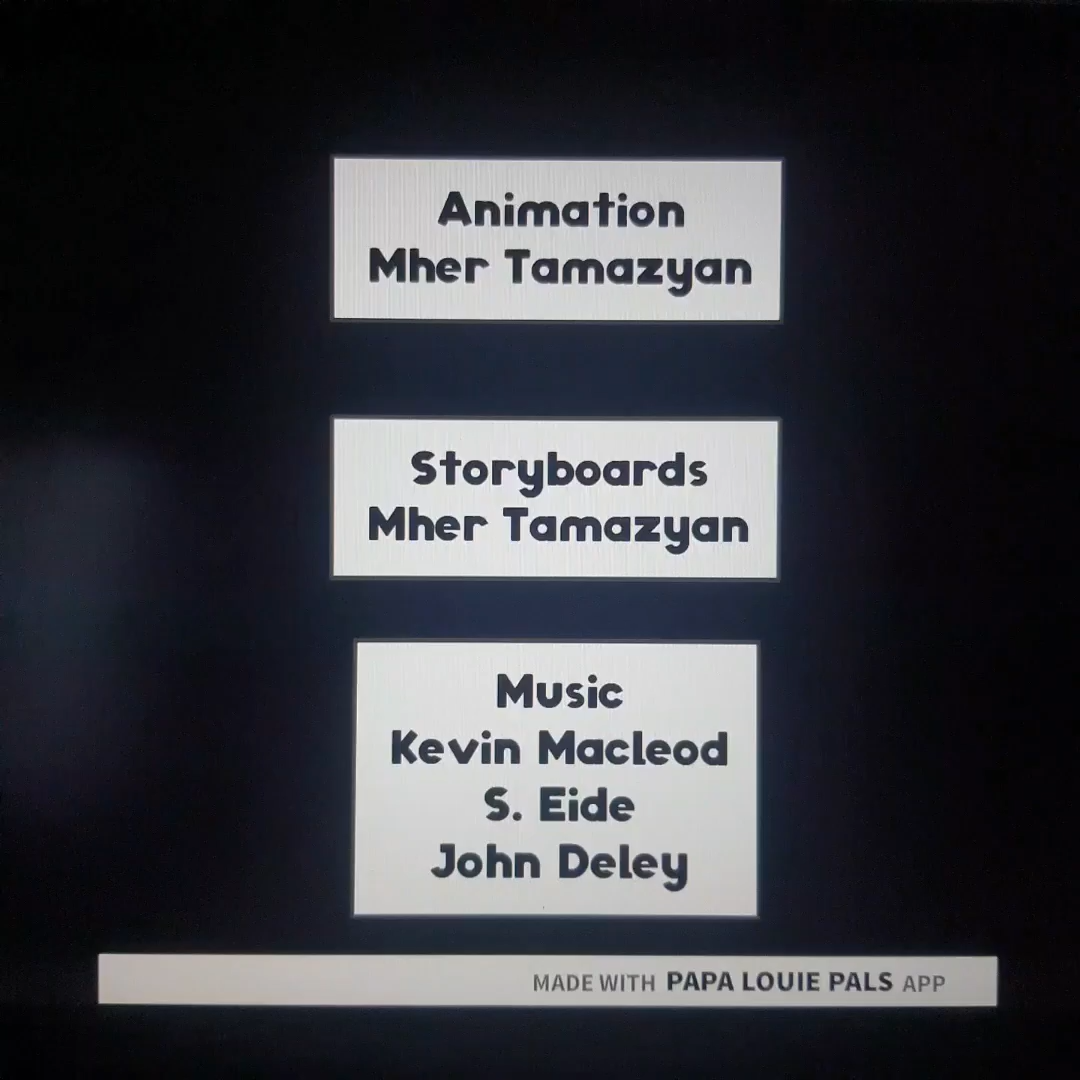 Animation
Mher Tamazyan
Storyboards
Mher Tamazyan
Music
Kevin Macleod
S. Eide
John Deley
MADE WITH PAPA LOUIE PALS APP